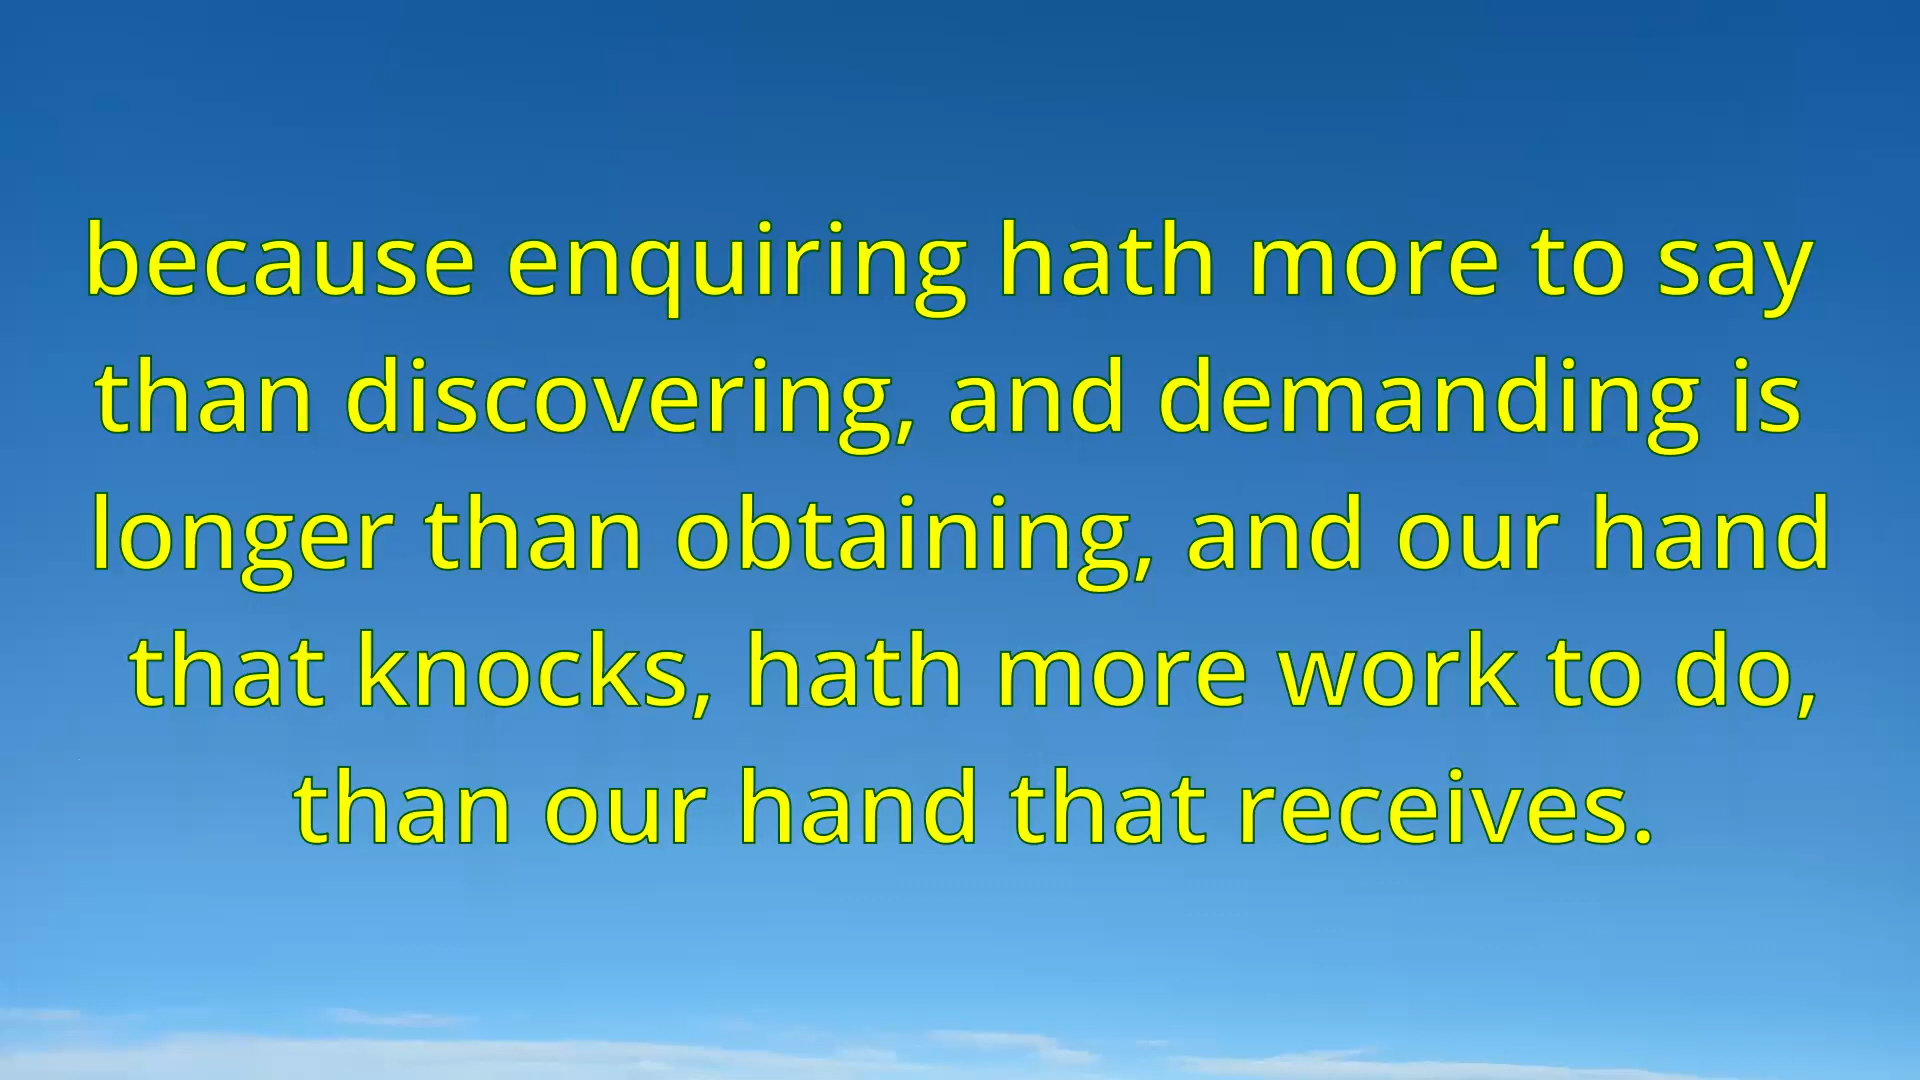 because enquiring hath more to say
than discovering, and demanding is
longer than obtaining, and our hand
that knocks, hath more work to do,
than our hand that receives.